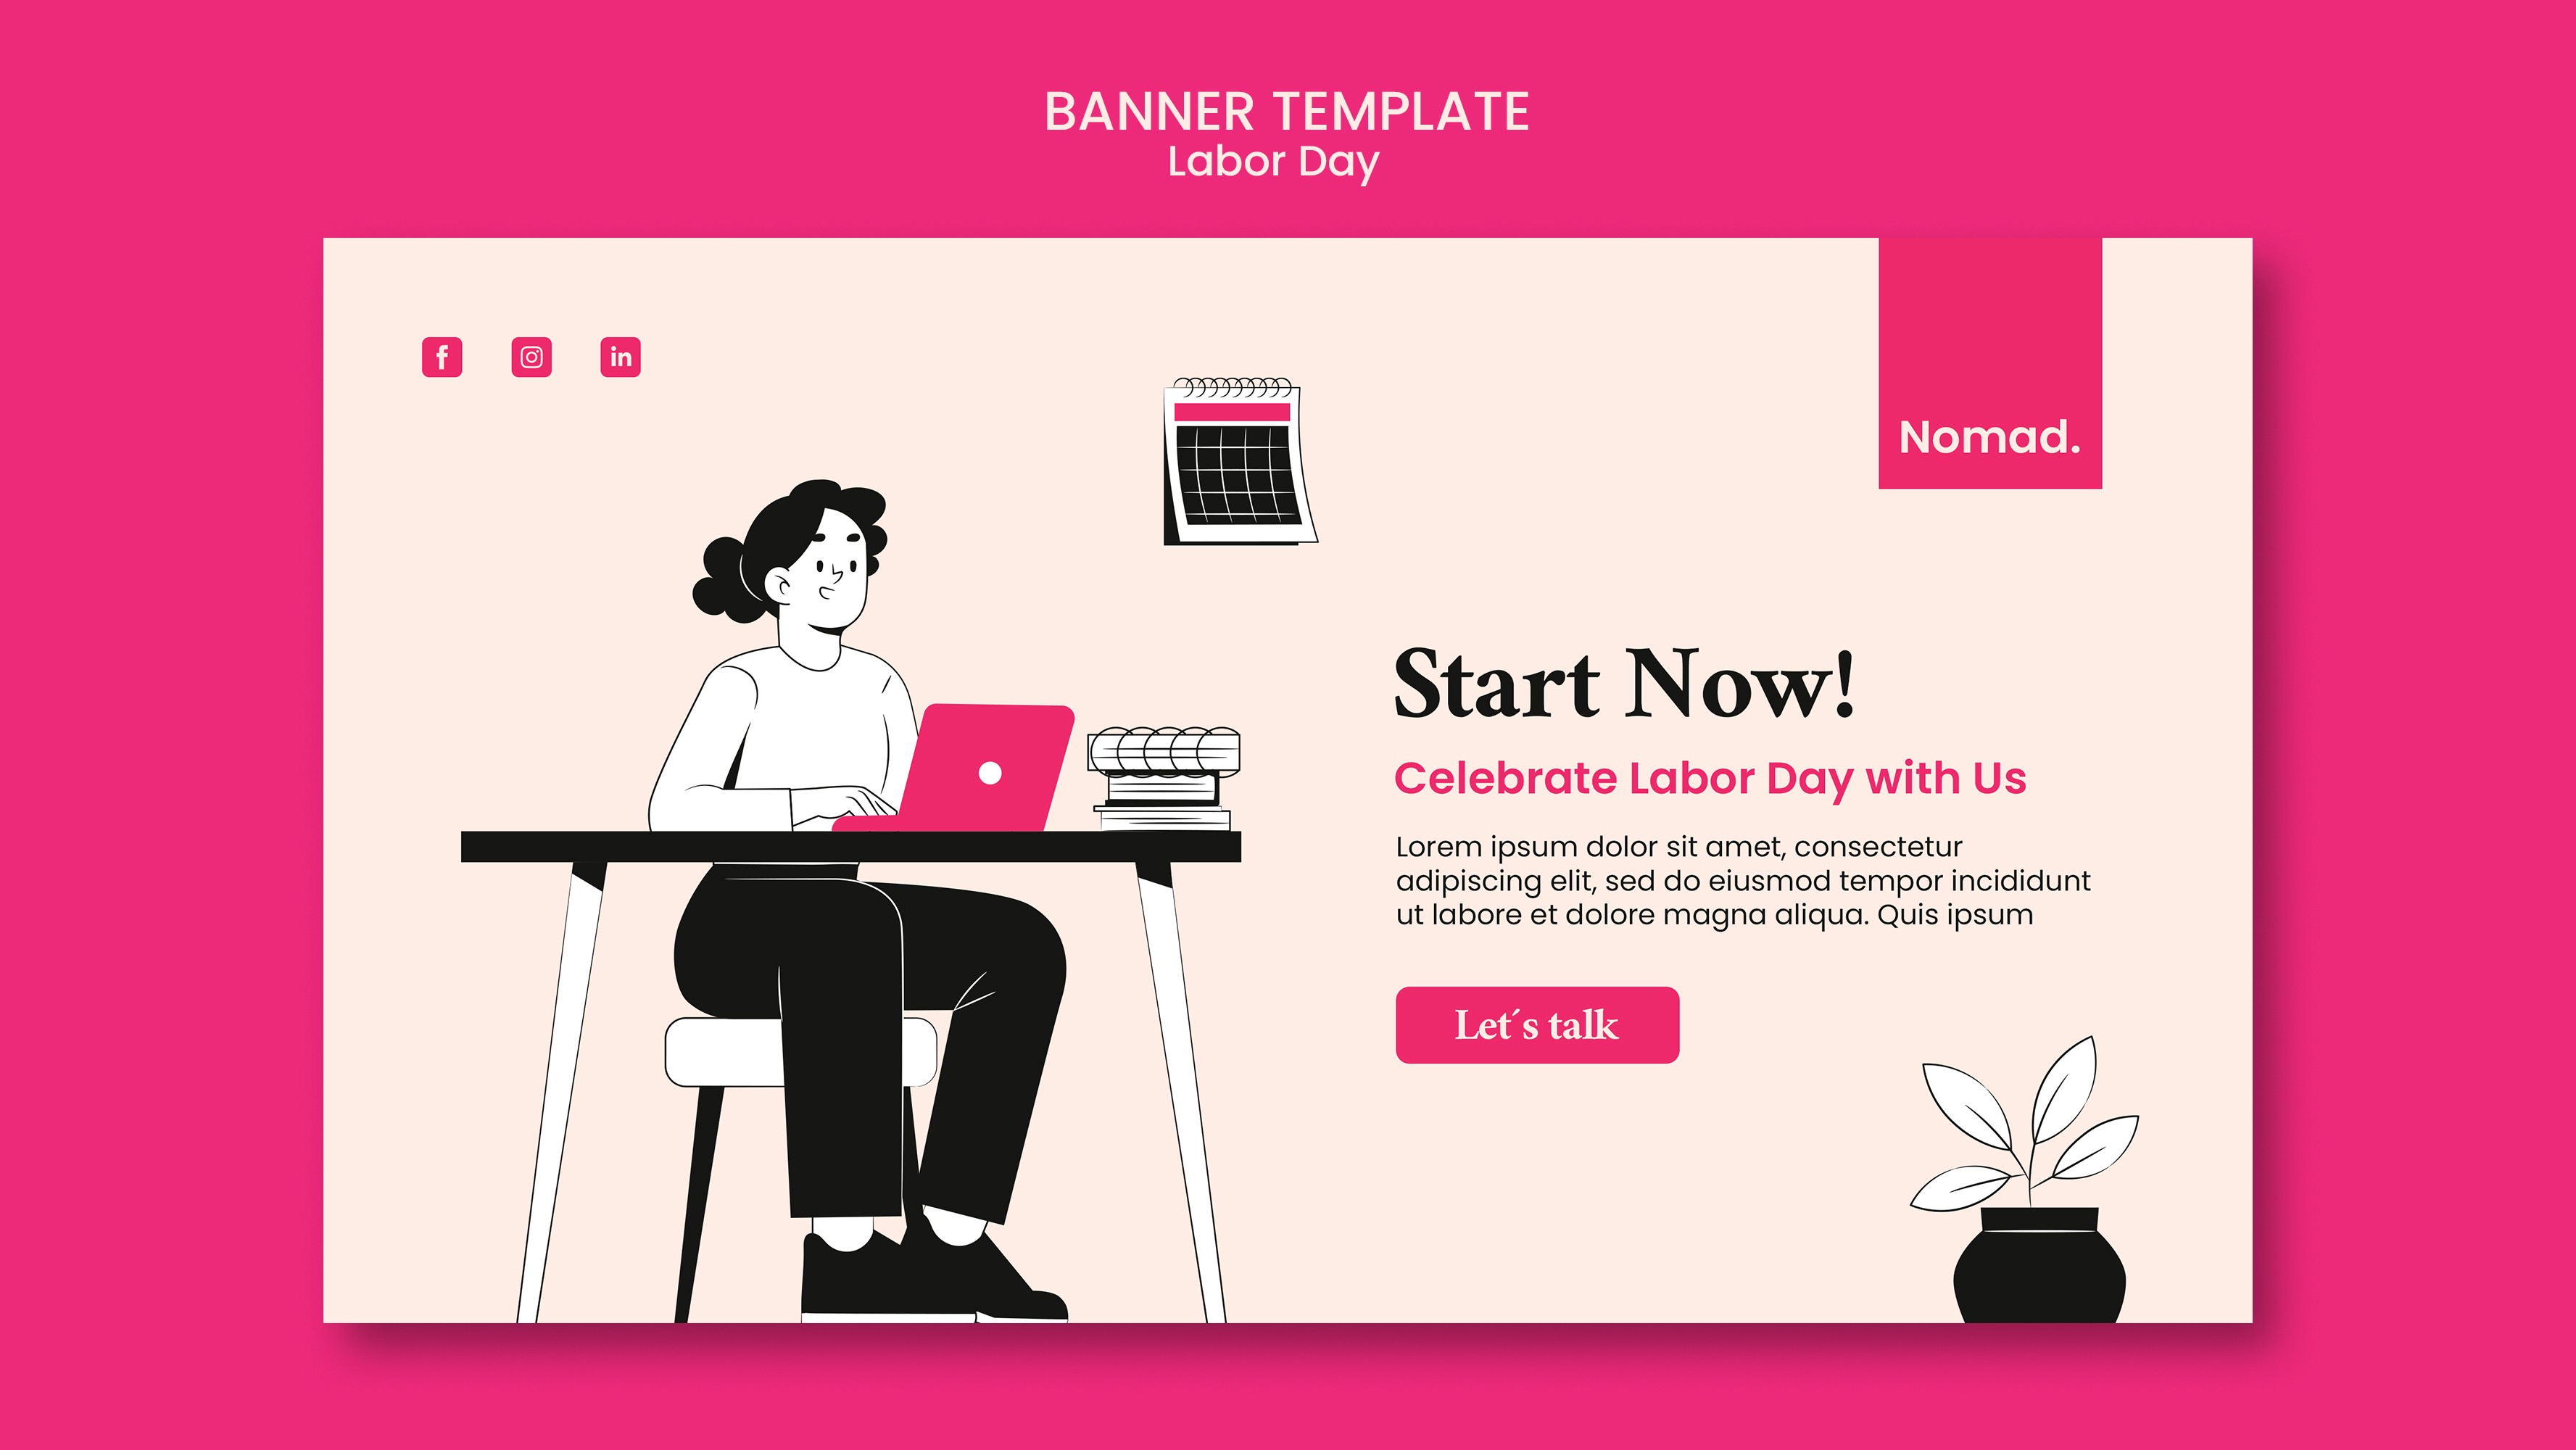 BANNER TEMPLATE
Labor Day
Nomad.
Start Now!
Celebrate Labor Day with Us
Lorem ipsum dolor sit amet, consectetur
adipiscing elit, sed do eiusmod tempor incididunt
ut labore et dolore magna aliqua. Quis ipsum
Let´s talk